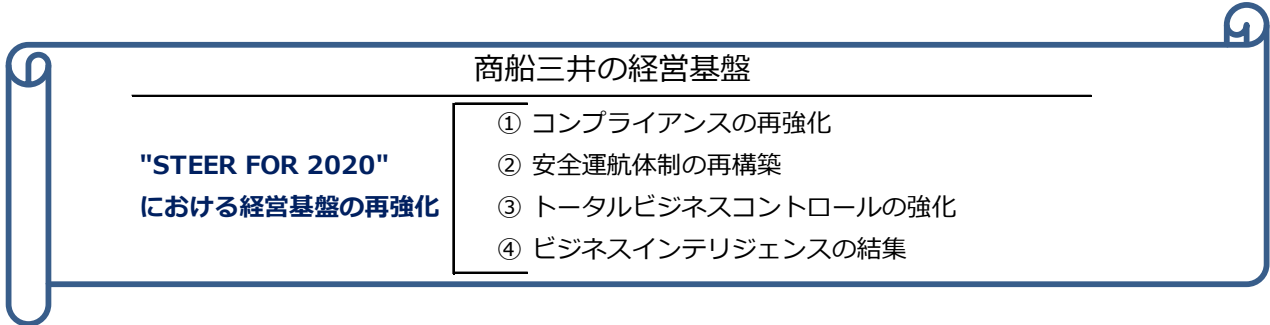 商船三井の経営基盤
"STEER FOR 2020"
における経営基盤の再強化
① コンプライアンスの再強化
② 安全運航体制の再構築
③ トータルビジネスコントロールの強化
④ ビジネスインテリジェンスの結集